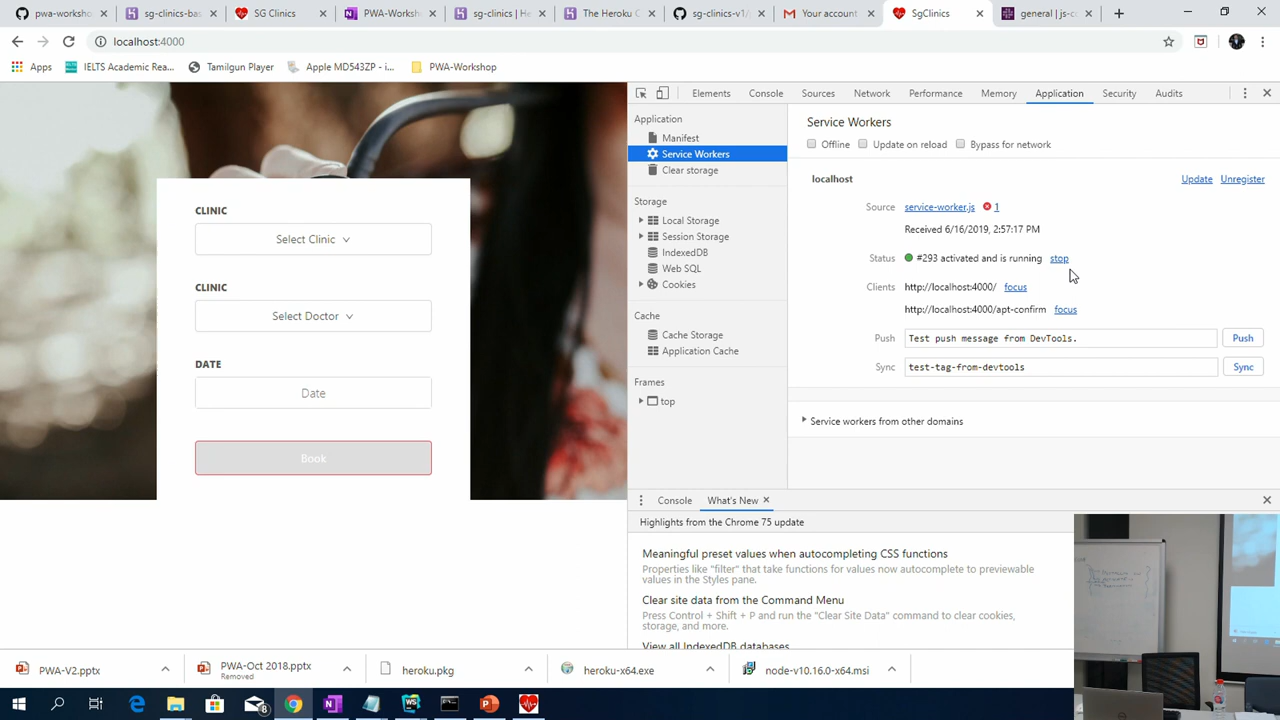 pwa-worksho
sg-clinics-bas
SG Clinics
PWA-Worksh
sg-clinics | He
The Heroku C
sg-clinics-v1/
Your account
SgClinics
general | js-c
localhost:4000
Apps
IELTS Academic Rea...
Tamilgun Player
Apple MD543ZP - i...
PWA-Workshop
Elements
Console
Sources
Network
Performance
Memory
Application
Security
Audits
CLINIC
Select Clinic
CLINIC
Select Doctor
DATE
Date
Book
Application
Manifest
Service Workers
Clear storage
Storage
Local Storage
Session Storage
IndexedDB
Web SQL
Cookies
Cache
Cache Storage
Application Cache
Frames
top
Service Workers
Offline
Update on reload
Bypass for network
localhost
Update
Unregister
Source service-worker.js 1
Received 6/16/2019, 2:57:17 PM
Status #293 activated and is running stop
Clients http://localhost:4000/ focus
http://localhost:4000/apt-confirm focus
Push Test push message from DevTools. Push
Sync test-tag-from-devtools Sync
Service workers from other domains
Console
What's New
Highlights from the Chrome 75 update
Meaningful preset values when autocompleting CSS functions
Properties like "filter" that take functions for values now autocomplete to previewable
values in the Styles pane.
Clear site data from the Command Menu
Press Control + Shift + P and run the "Clear Site Data" command to clear cookies,
storage, and more.
View all IndexedDB databases
PWA-V2.pptx
PWA-Oct 2018.pptx
Removed
heroku.pkg
heroku-x64.exe
node-v10.16.0-x64.msi